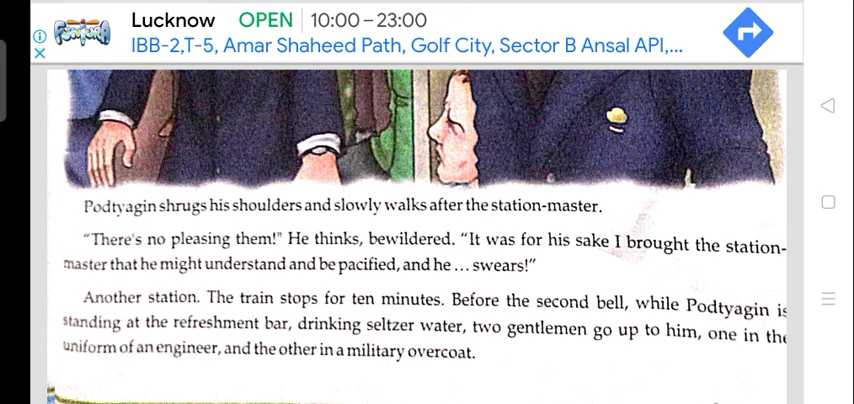 FUNTURA
Lucknow OPEN 10:00 – 23:00
IBB-2,T-5, Amar Shaheed Path, Golf City, Sector B Ansal API,...
Podtyagin shrugs his shoulders and slowly walks after the station-master.
"There's no pleasing them!" He thinks, bewildered. "It was for his sake I brought the station-
master that he might understand and be pacified, and he ... swears!"
Another station. The train stops for ten minutes. Before the second bell, while Podtyagin is
standing at the refreshment bar, drinking seltzer water, two gentlemen go up to him, one in the
uniform of an engineer, and the other in a military overcoat.